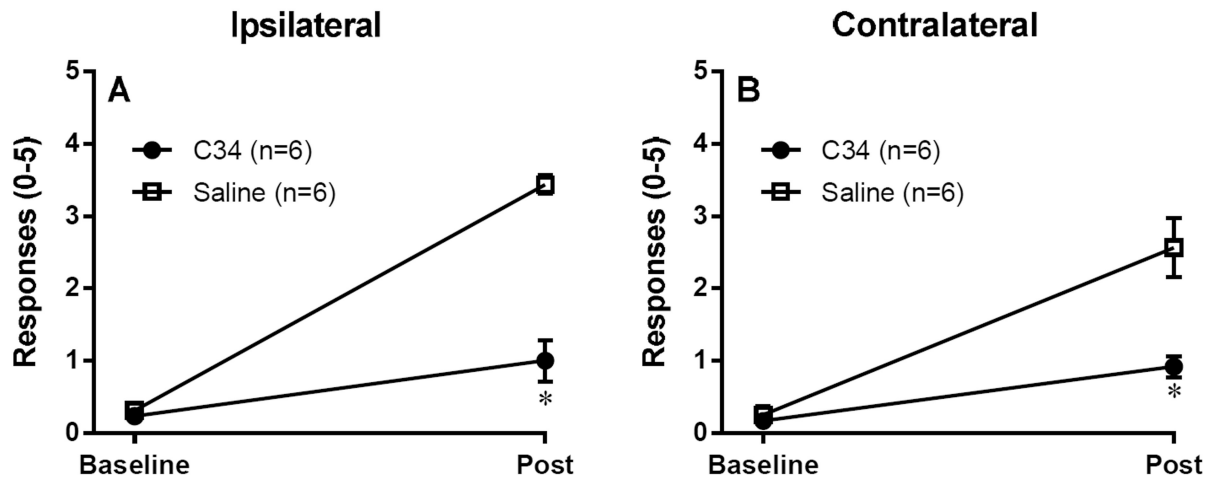 Ipsilateral
A
Responses (0-5)
5
4
3
2
1
0
C34 (n=6)
Saline (n=6)
*
Baseline
Post
Contralateral
B
Responses (0-5)
5
4
3
2
1
0
C34 (n=6)
Saline (n=6)
*
Baseline
Post